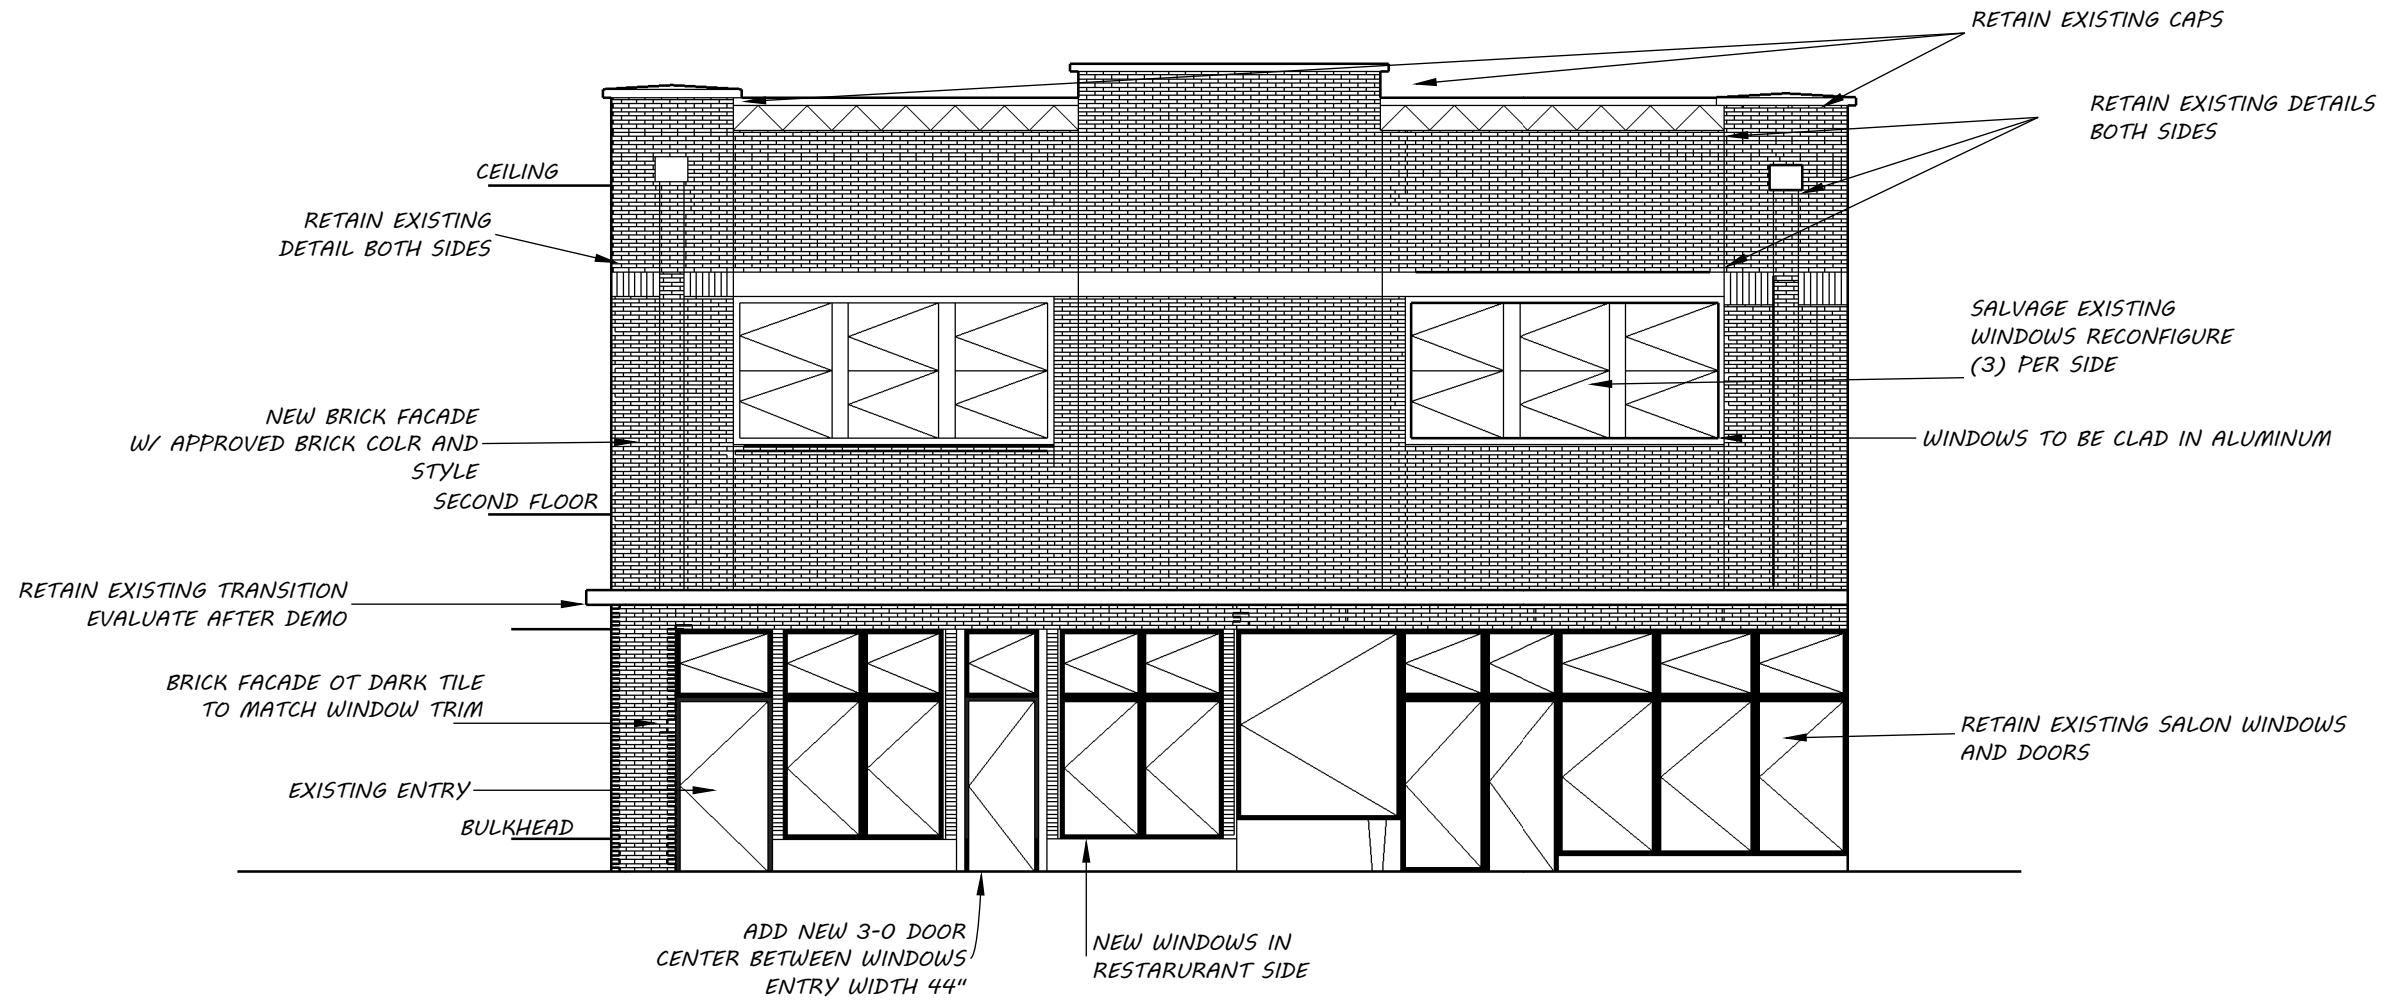 RETAIN EXISTING CAPS
RETAIN EXISTING DETAILS
BOTH SIDES
CEILING
RETAIN EXISTING
DETAIL BOTH SIDES
SALVAGE EXISTING
WINDOWS RECONFIGURE
(3) PER SIDE
NEW BRICK FACADE
W/ APPROVED BRICK COLR AND
STYLE
WINDOWS TO BE CLAD IN ALUMINUM
SECOND FLOOR
RETAIN EXISTING TRANSITION
EVALUATE AFTER DEMO
BRICK FACADE OT DARK TILE
TO MATCH WINDOW TRIM
RETAIN EXISTING SALON WINDOWS
AND DOORS
EXISTING ENTRY
BULKHEAD
ADD NEW 3-0 DOOR
CENTER BETWEEN WINDOWS
ENTRY WIDTH 44"
NEW WINDOWS IN
RESTARURANT SIDE